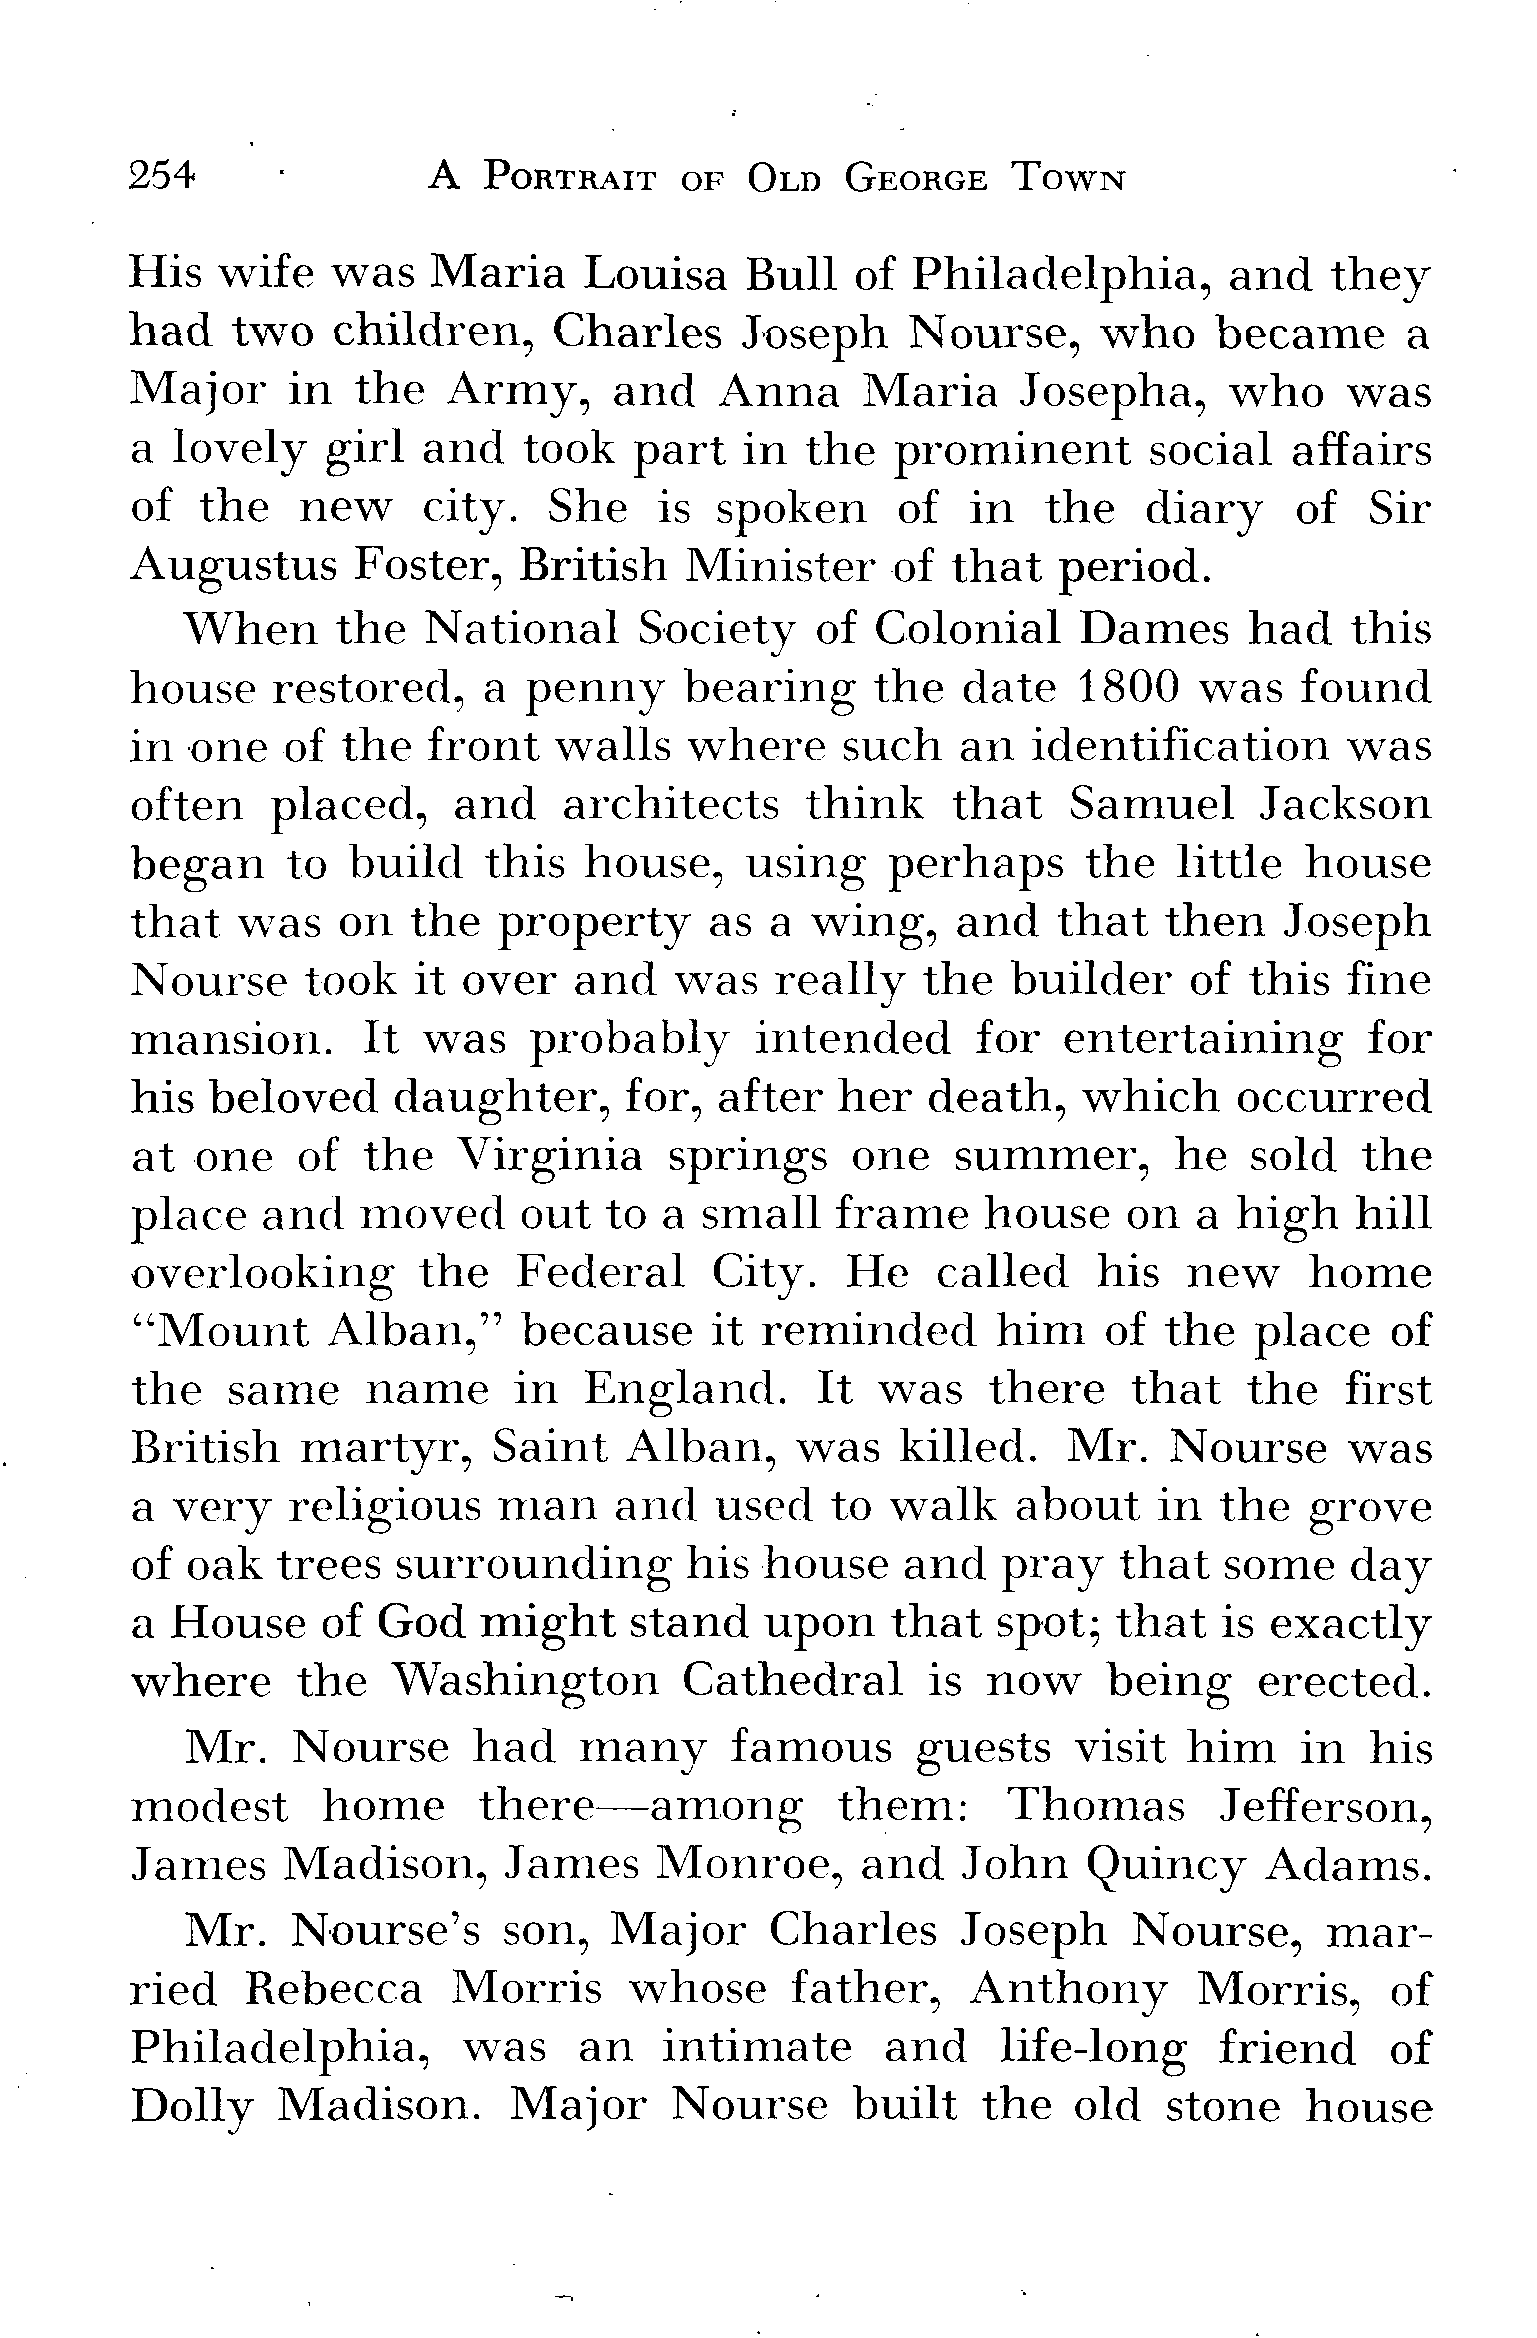 254 A Portrait of Old George Town
His wife was Maria Louisa Bull of Philadelphia, and they
had two children, Charles Joseph Nourse, who became a
Major in the Army, and Anna Maria Josepha, who was
a lovely girl and took part in the prominent social affairs
of the new city. She is spoken of in the diary of Sir
Augustus Foster, British Minister of that period.
When the National Society of Colonial Dames had this
house restored, a penny bearing the date 1800 was found
in one of the front walls where such an identification was
often placed, and architects think that Samuel Jackson
began to build this house, using perhaps the little house
that was on the property as a wing, and that then Joseph
Nourse took it over and was really the builder of this fine
mansion. It was probably intended for entertaining for
his beloved daughter, for, after her death, which occurred
at one of the Virginia springs one summer, he sold the
place and moved out to a small frame house on a high hill
overlooking the Federal City. He called his new home
“Mount Alban,” because it reminded him of the place of
the same name in England. It was there that the first
British martyr, Saint Alban, was killed. Mr. Nourse was
a very religious man and used to walk about in the grove
of oak trees surrounding his house and pray that some day
a House of God might stand upon that spot; that is exactly
where the Washington Cathedral is now being erected.
Mr. Nourse had many famous guests visit him in his
modest home there—among them: Thomas Jefferson,
James Madison, James Monroe, and John Quincy Adams.
Mr. Nourse’s son, Major Charles Joseph Nourse, mar-
ried Rebecca Morris whose father, Anthony Morris, of
Philadelphia, was an intimate and life-long friend of
Dolly Madison. Major Nourse built the old stone house